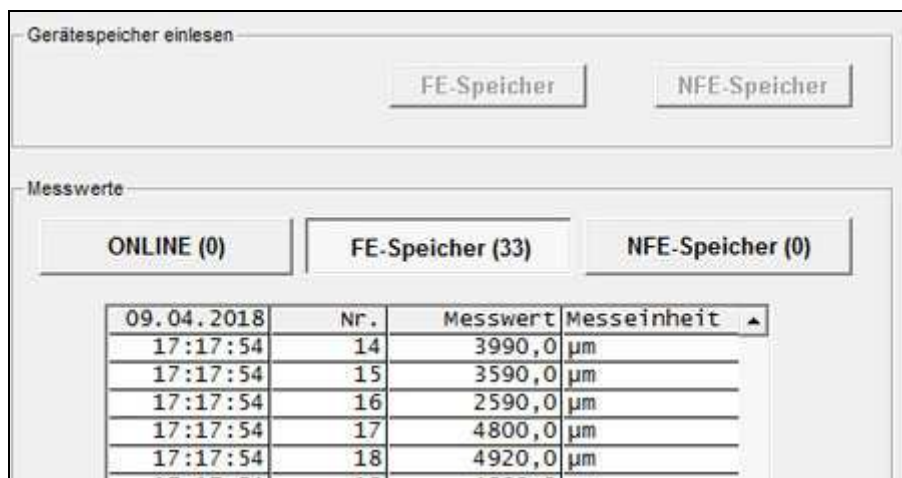 Gerätespeicher einlesen
FE-Speicher NFE-Speicher
Messwerte
ONLINE (0) FE-Speicher (33) NFE-Speicher (0)
09.04.2018 Nr. Messwert Messeinheit
17:17:54 14 3990,0 µm
17:17:54 15 3590,0 µm
17:17:54 16 2590,0 µm
17:17:54 17 4800,0 µm
17:17:54 18 4920,0 µm